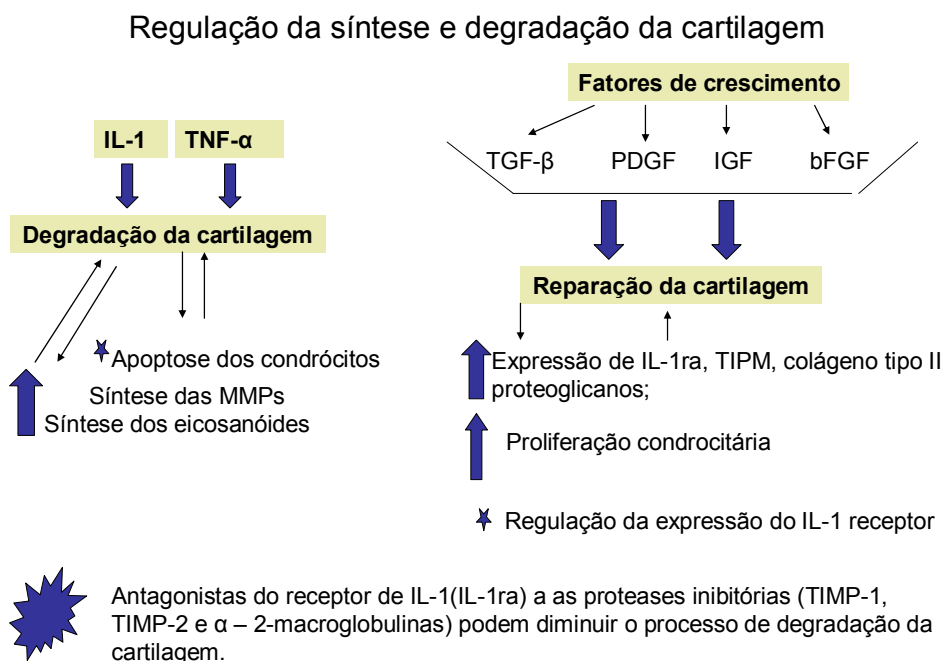 Regulação da síntese e degradação da cartilagem
IL-1
TNF-α
Degradação da cartilagem
Apoptose dos condrócitos
Síntese das MMPs
Síntese dos eicosanóides
Fatores de crescimento
TGF-β
PDGF
IGF
bFGF
Reparação da cartilagem
Expressão de IL-1ra, TIPM, colágeno tipo II
proteoglicanos;
Proliferação condrocitária
Regulação da expressão do IL-1 receptor
Antagonistas do receptor de IL-1(IL-1ra) a as proteases inibitórias (TIMP-1,
TIMP-2 e α – 2-macroglobulinas) podem diminuir o processo de degradação da
cartilagem.